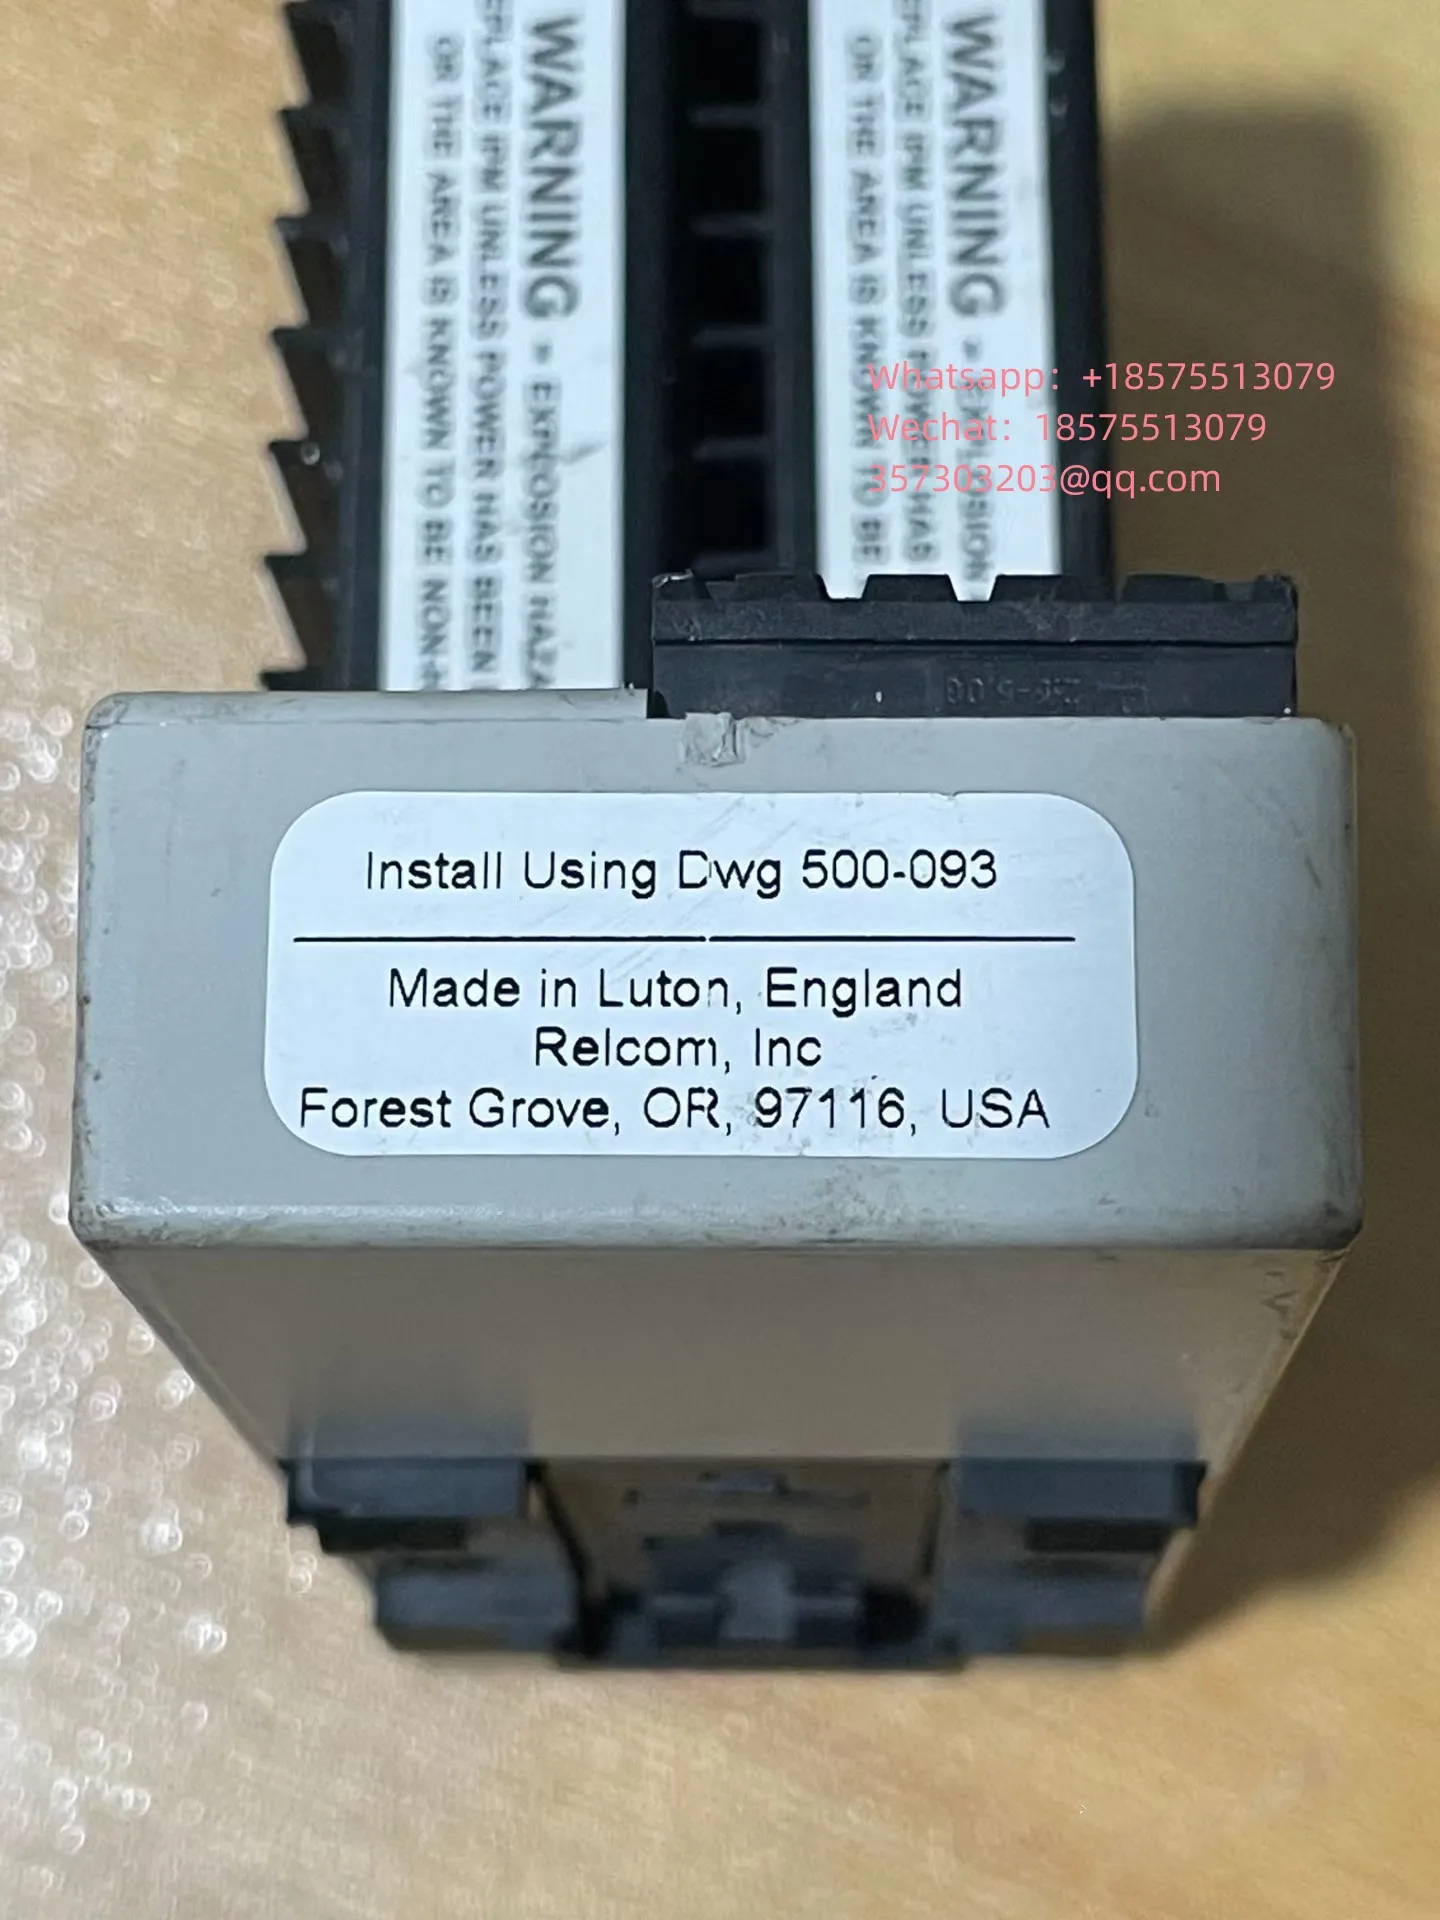 WARNING - EXPLOSION HAZA
EPLACE IPM UNLESS POWER HAS BEEN
OR THE AREA IS KNOWN TO BE NON-H
WARNING - EXPLOSION
EPLACE IPM UNLESS POWER HAS
OR THE AREA IS KNOWN TO BE
Whatsapp: +18575513079
Wechat: 18575513079
357303203@qq.com
Install Using Dwg 500-093
Made in Luton, England
Relcom, Inc
Forest Grove, OR, 97116, USA